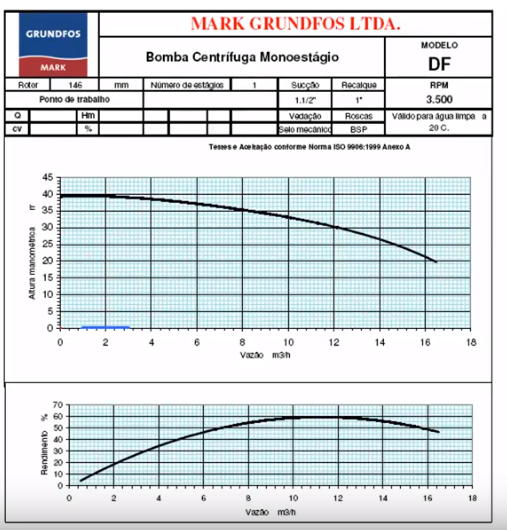 GRUNDFOS
MARK
MARK GRUNDFOS LTDA.
Bomba Centrífuga Monoestágio
MODELO
DF
Rotor 146 mm Número de estágios 1 Sucção Recalque RPM
Ponto de trabalho 1.1/2" 1" 3.500
Q Hm Vedação Roscas Válido para água limpa a
cv % Selo mecânico BSP 20 C.
Testes e Aceitação conforme Norma ISO 9906:1999 Anexo A
Altura manométrica
45
40
35
30
25
20
15
10
5
0
0 2 4 6 8 10 12 14 16 18
Vazão m3/h
Rendimento %
70
60
50
40
30
20
10
0
0 2 4 6 8 10 12 14 16 18
Vazão m3/h